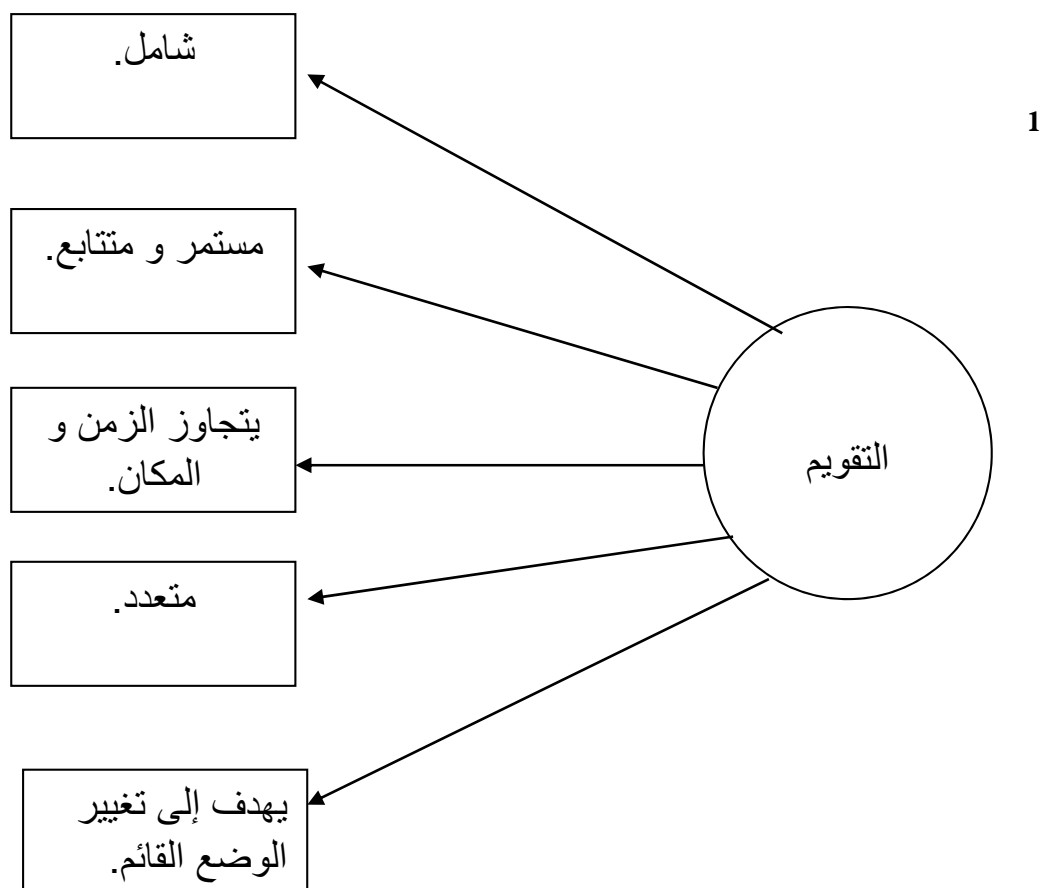 شامل.
1
مستمر و متتابع.
يتجاوز الزمن و
المكان.
التقويم
متعدد.
يهدف إلى تغيير
الوضع القائم.